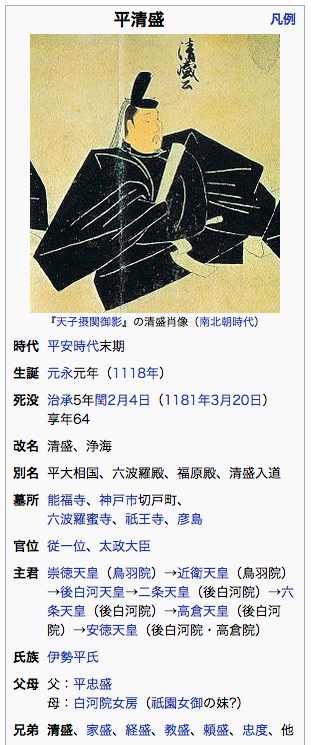 平清盛 凡例
清盛公
『天子摂関御影』の清盛肖像（南北朝時代）
時代 平安時代末期
生誕 元永元年（1118年）
死没 治承5年閏2月4日（1181年3月20日）
享年64
改名 清盛、浄海
別名 平大相国、六波羅殿、福原殿、清盛入道
墓所 能福寺、神戸市切戸町、
六波羅蜜寺、祇王寺、彦島
官位 従一位、太政大臣
主君 崇徳天皇（鳥羽院）→近衛天皇（鳥羽院）
→後白河天皇→二条天皇（後白河院）→六
条天皇（後白河院）→高倉天皇（後白河
院）→安徳天皇（後白河院・高倉院）
氏族 伊勢平氏
父母 父：平忠盛
母：白河院女房（祇園女御の妹?）
兄弟 清盛、家盛、経盛、教盛、頼盛、忠度、他